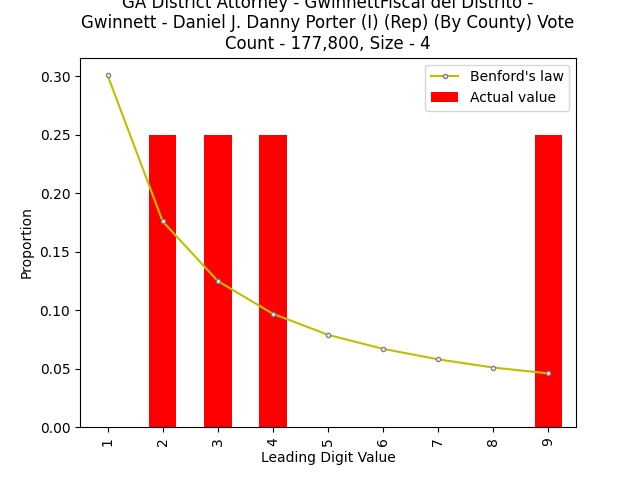 GA District Attorney - GwinnettFiscal del Distrito -
Gwinnett - Daniel J. Danny Porter (I) (Rep) (By County) Vote
Count - 177,800, Size - 4
Benford's law
Actual value
0.30
0.25
0.20
0.15
0.10
0.05
0.00
Proportion
1 2 3 4 5 6 7 8 9
Leading Digit Value